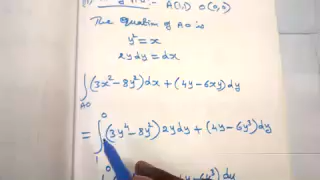 A(1,1) O(0,0)
The equation of AO is
y² = x
2y dy = dx
∫AO (3x²-8y²)dx + (4y-6xy)dy
= ∫₁⁰ (3y⁴-8y²) 2y dy + (4y-6y³)dy